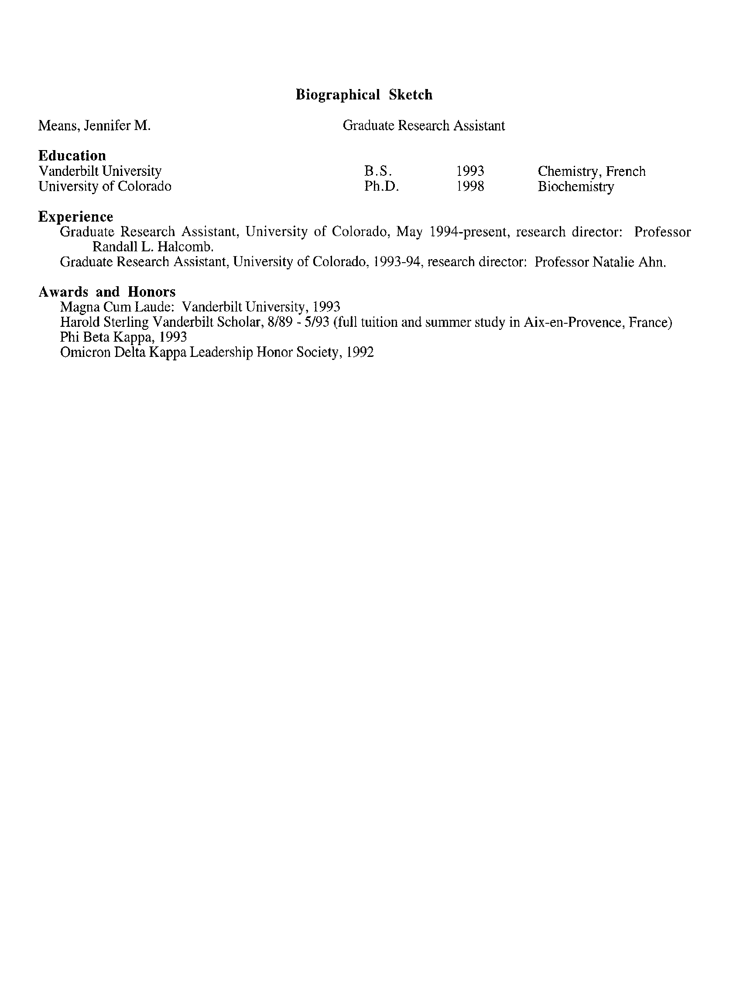 Biographical Sketch
Means, Jennifer M. Graduate Research Assistant
Education
Vanderbilt University B.S. 1993 Chemistry, French
University of Colorado Ph.D. 1998 Biochemistry
Experience
Graduate Research Assistant, University of Colorado, May 1994-present, research director: Professor
Randall L. Halcomb.
Graduate Research Assistant, University of Colorado, 1993-94, research director: Professor Natalie Ahn.
Awards and Honors
Magna Cum Laude: Vanderbilt University, 1993
Harold Sterling Vanderbilt Scholar, 8/89 - 5/93 (full tuition and summer study in Aix-en-Provence, France)
Phi Beta Kappa, 1993
Omicron Delta Kappa Leadership Honor Society, 1992